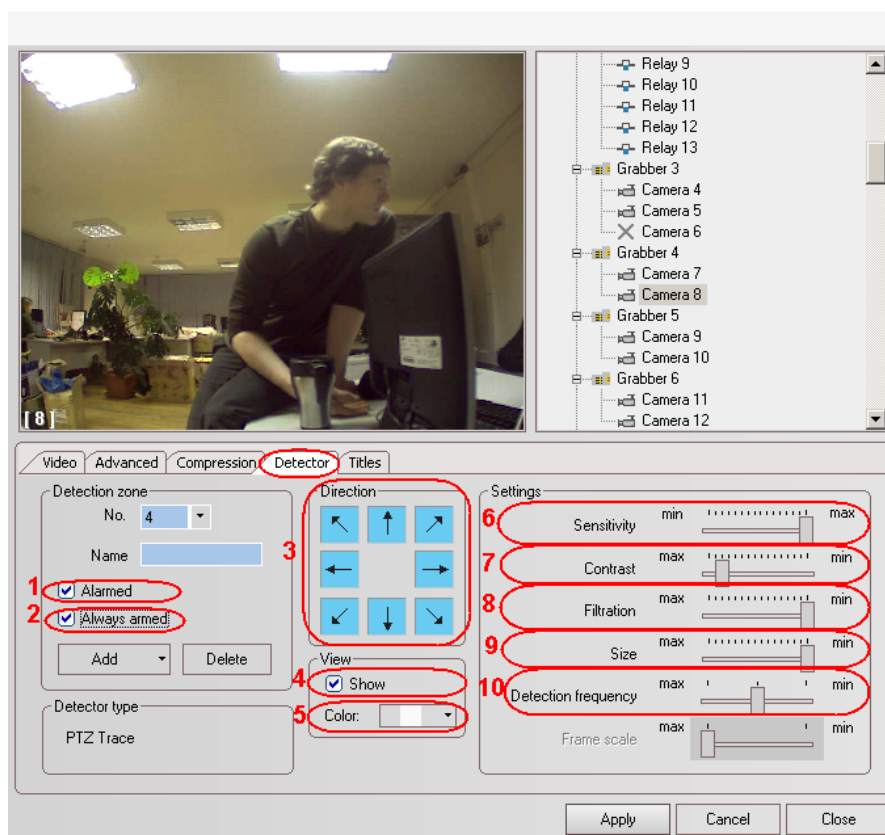 Relay 9
Relay 10
Relay 11
Relay 12
Relay 13
Grabber 3
Camera 4
Camera 5
Camera 6
Grabber 4
Camera 7
Camera 8
Grabber 5
Camera 9
Camera 10
Grabber 6
Camera 11
Camera 12
[8]
Video Advanced Compression Detector Titles
Detection zone
No. 4
Name
1 Alarmed
2 Always armed
Add Delete
Detector type
PTZ Trace
Direction
3
View
4 Show
5 Color:
Settings
6 Sensitivity min max
7 Contrast max min
8 Filtration max min
9 Size max min
10 Detection frequency max min
Frame scale max min
Apply Cancel Close